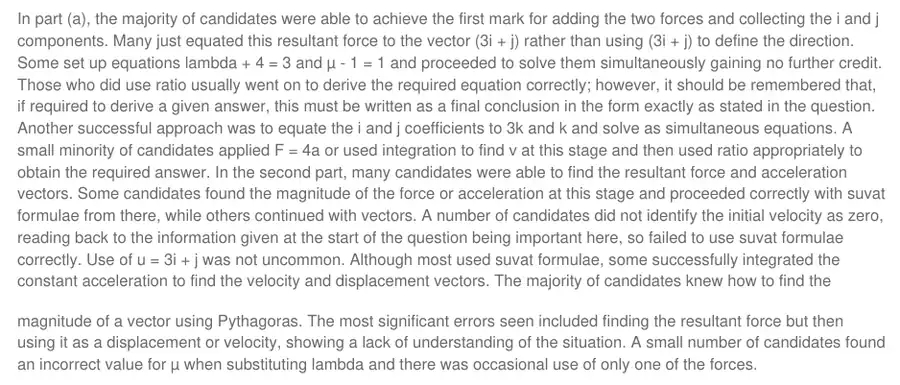 In part (a), the majority of candidates were able to achieve the first mark for adding the two forces and collecting the i and j
components. Many just equated this resultant force to the vector (3i + j) rather than using (3i + j) to define the direction.
Some set up equations lambda + 4 = 3 and μ - 1 = 1 and proceeded to solve them simultaneously gaining no further credit.
Those who did use ratio usually went on to derive the required equation correctly; however, it should be remembered that,
if required to derive a given answer, this must be written as a final conclusion in the form exactly as stated in the question.
Another successful approach was to equate the i and j coefficients to 3k and k and solve as simultaneous equations. A
small minority of candidates applied F = 4a or used integration to find v at this stage and then used ratio appropriately to
obtain the required answer. In the second part, many candidates were able to find the resultant force and acceleration
vectors. Some candidates found the magnitude of the force or acceleration at this stage and proceeded correctly with suvat
formulae from there, while others continued with vectors. A number of candidates did not identify the initial velocity as zero,
reading back to the information given at the start of the question being important here, so failed to use suvat formulae
correctly. Use of u = 3i + j was not uncommon. Although most used suvat formulae, some successfully integrated the
constant acceleration to find the velocity and displacement vectors. The majority of candidates knew how to find the
magnitude of a vector using Pythagoras. The most significant errors seen included finding the resultant force but then
using it as a displacement or velocity, showing a lack of understanding of the situation. A small number of candidates found
an incorrect value for μ when substituting lambda and there was occasional use of only one of the forces.